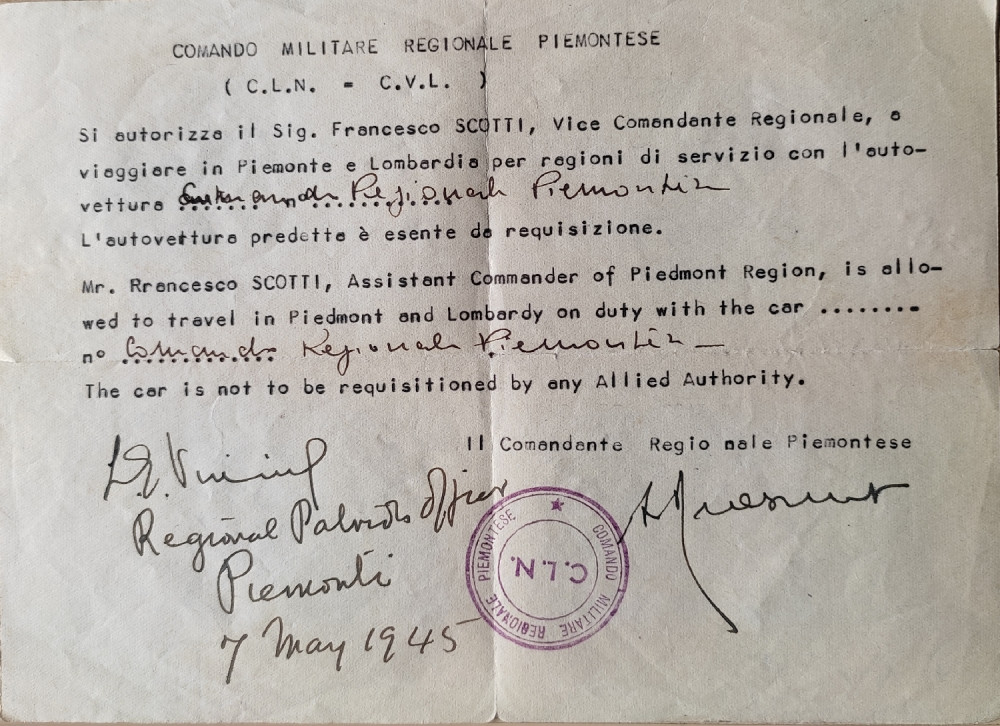 COMANDO MILITARE REGIONALE PIEMONTESE
( C.L.N. = C.V.L. )
Si autorizza il Sig. Francesco SCOTTI, Vice Comandante Regionale, a
viaggiare in Piemonte e Lombardia per ragioni di servizio con l'auto-
vettura Regionale
L'autovettura predetta è esente da requisizione.
Mr. Rrancesco SCOTTI, Assistant Commander of Piedmont Region, is allo-
wed to travel in Piedmont and Lombardy on duty with the car ........
n° Comando Regionale
The car is not to be requisitioned by any Allied Authority.
Il Comandante Regio nale Piemontese
Regional Patriots Officer
Piemonte
7 May 1945
COMANDO MILITARE REGIONALE PIEMONTESE
C.L.N.